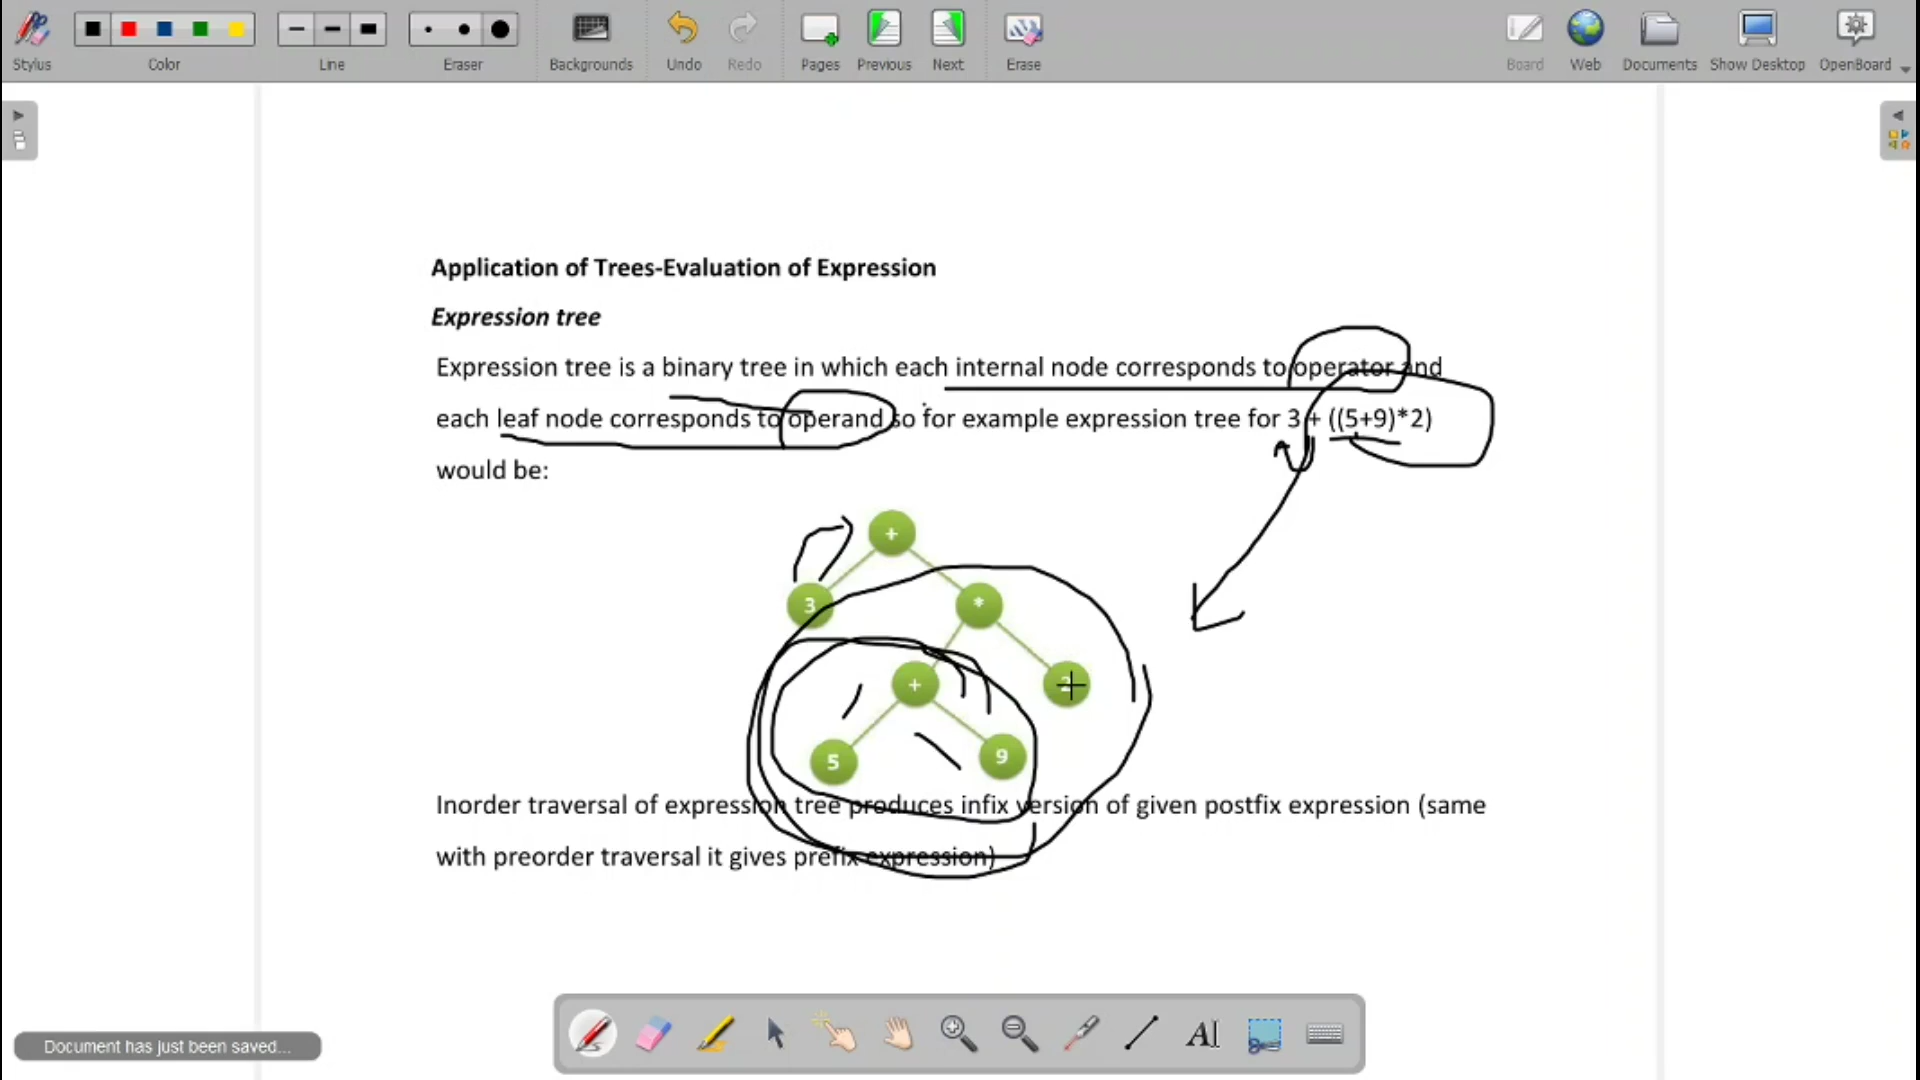 Stylus
Color
Line
Eraser
Backgrounds
Undo
Redo
Pages
Previous
Next
Erase
Board
Web
Documents
Show Desktop
OpenBoard
Application of Trees-Evaluation of Expression
Expression tree
Expression tree is a binary tree in which each internal node corresponds to operator and
each leaf node corresponds to operand so for example expression tree for 3 + ((5+9)*2)
would be:
+
3 *
+ 2
5 9
Inorder traversal of expression tree produces infix version of given postfix expression (same
with preorder traversal it gives prefix expression)
Document has just been saved...